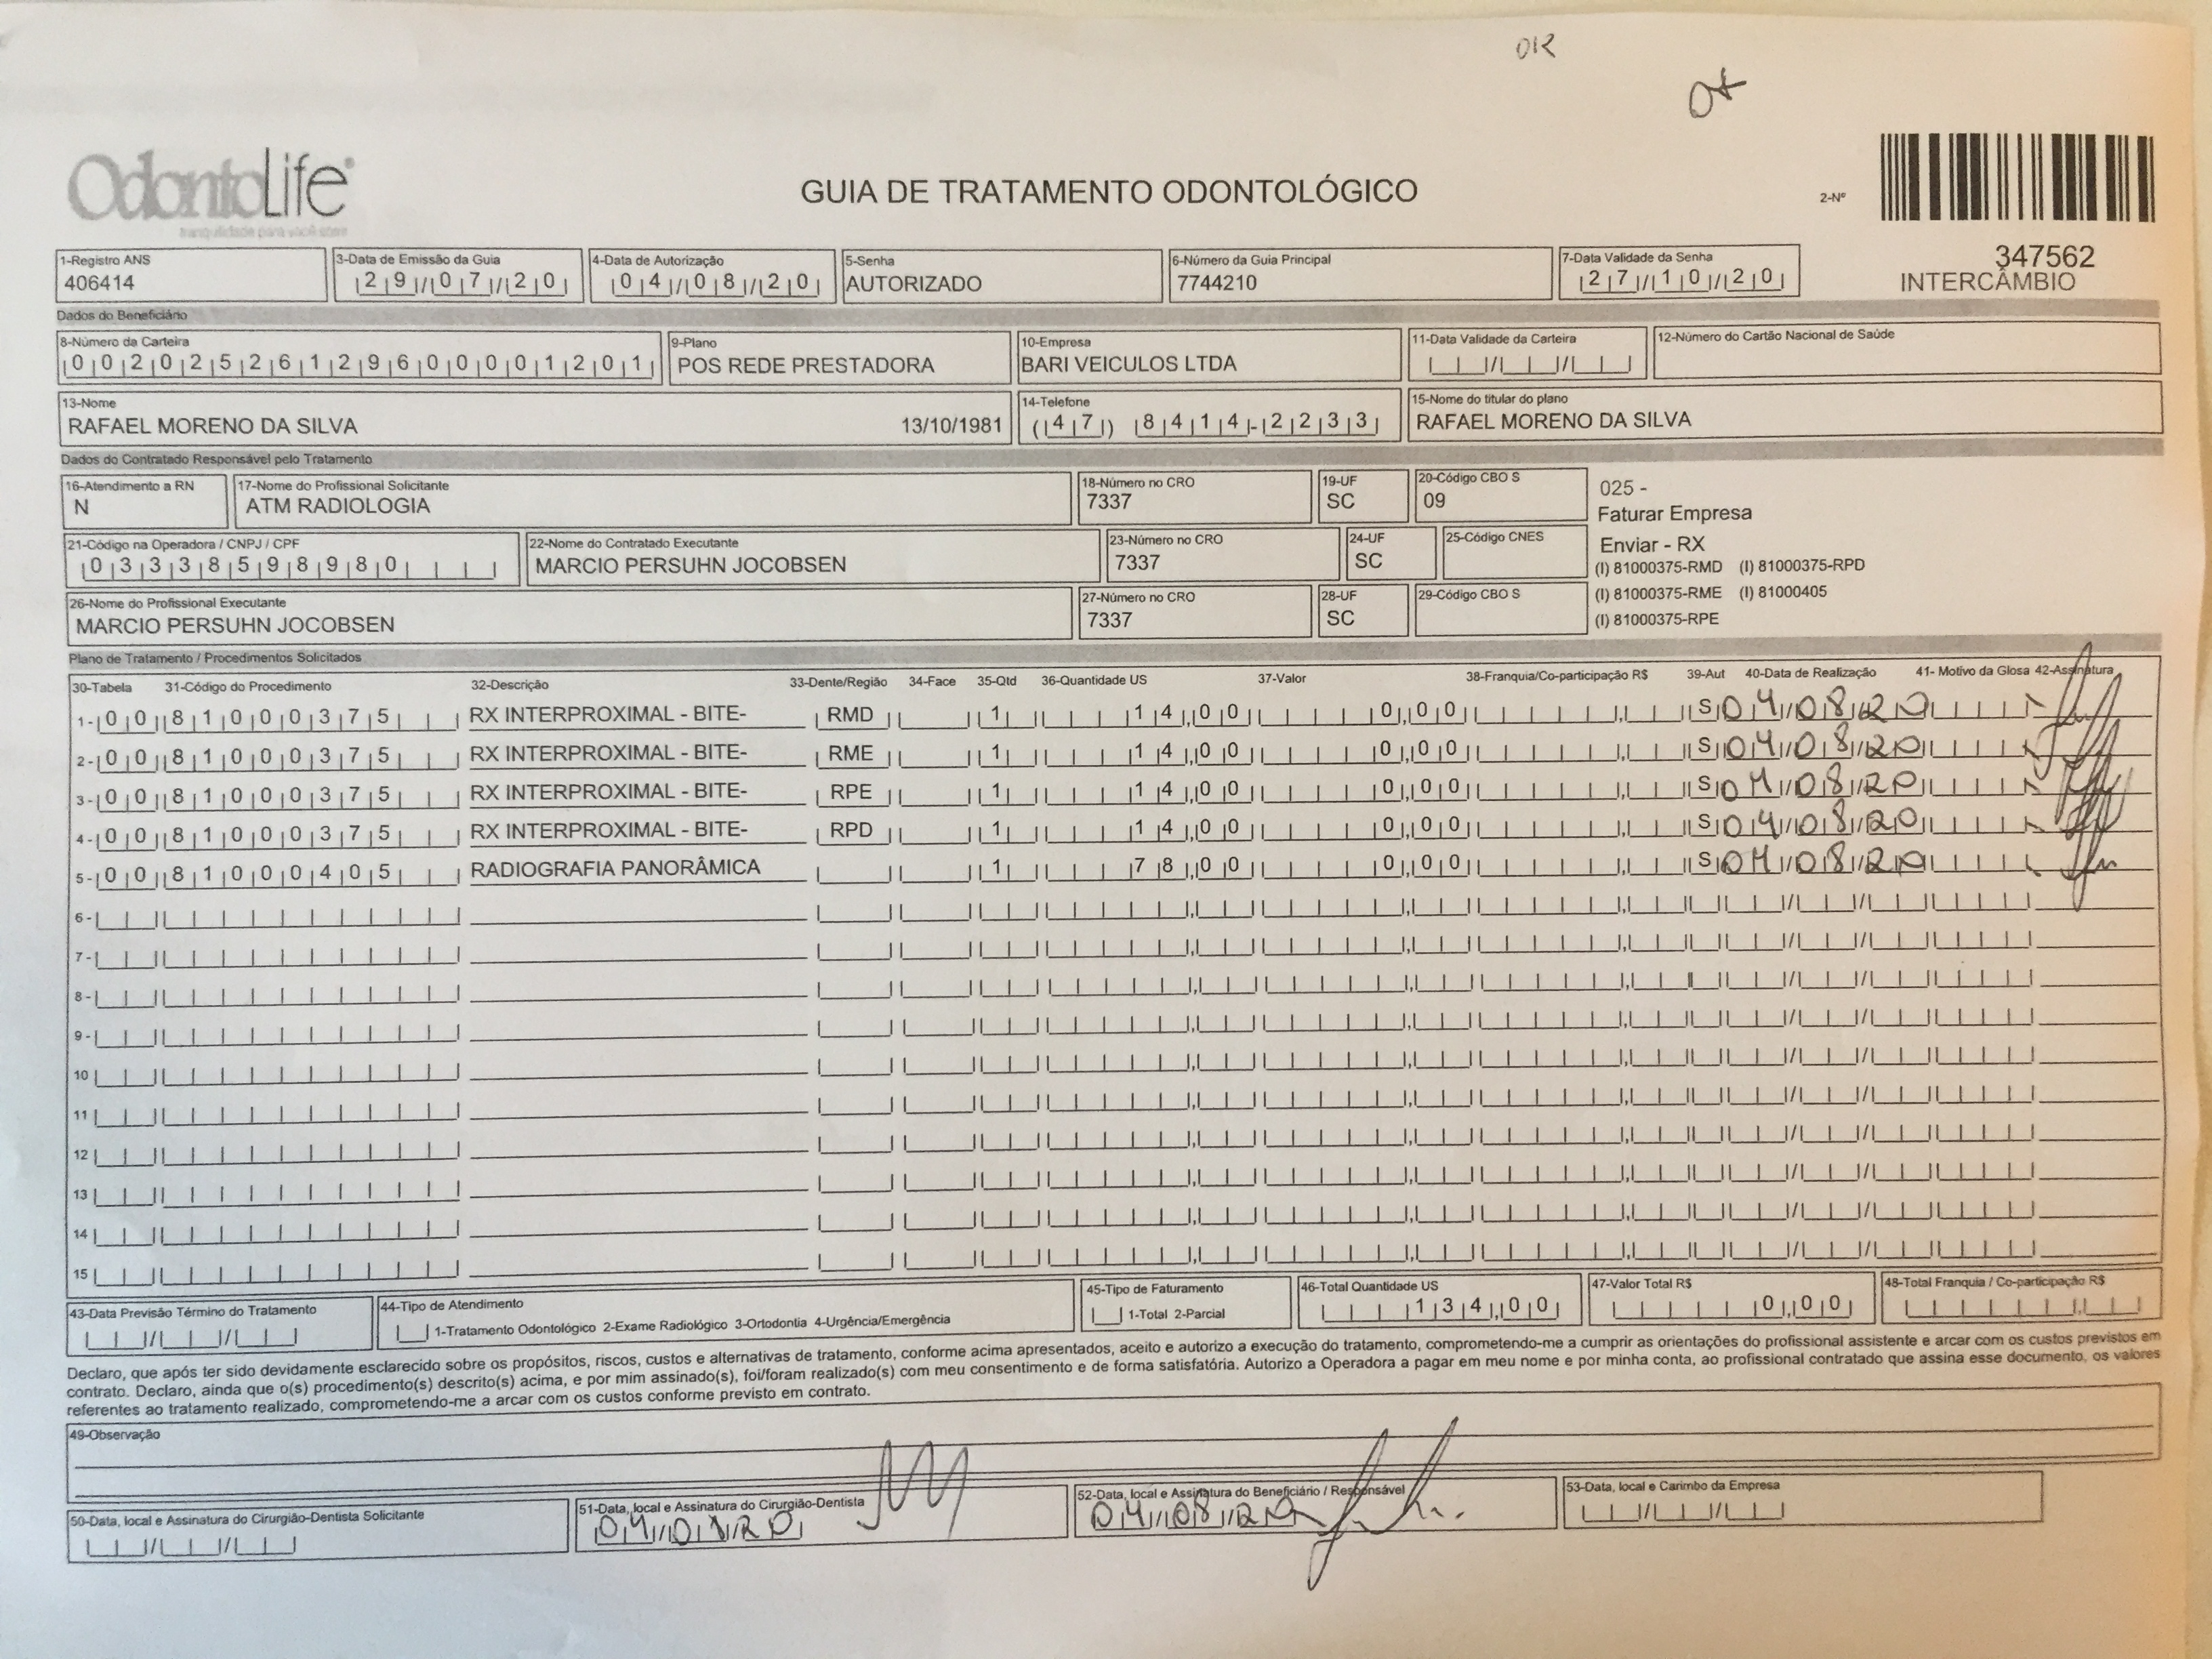 OK
OK
OdontoLife®
tranquilidade para você sorrir
GUIA DE TRATAMENTO ODONTOLÓGICO
2-Nº
347562
INTERCÂMBIO
1-Registro ANS
406414
3-Data de Emissão da Guia
29/07/20
4-Data de Autorização
04/08/20
5-Senha
AUTORIZADO
6-Número da Guia Principal
7744210
7-Data Validade da Senha
27/10/20
Dados do Beneficiário
8-Número da Carteira
00202526129600001201
9-Plano
POS REDE PRESTADORA
10-Empresa
BARI VEICULOS LTDA
11-Data Validade da Carteira
12-Número do Cartão Nacional de Saúde
13-Nome
RAFAEL MORENO DA SILVA 13/10/1981
14-Telefone
(47) 8414-2233
15-Nome do titular do plano
RAFAEL MORENO DA SILVA
Dados do Contratado Responsável pelo Tratamento
16-Atendimento a RN
N
17-Nome do Profissional Solicitante
ATM RADIOLOGIA
18-Número no CRO
7337
19-UF
SC
20-Código CBO S
09
025 -
Faturar Empresa
Enviar - RX
(I) 81000375-RMD (I) 81000375-RPD
(I) 81000375-RME (I) 81000405
(I) 81000375-RPE
21-Código na Operadora / CNPJ / CPF
03338598980
22-Nome do Contratado Executante
MARCIO PERSUHN JOCOBSEN
23-Número no CRO
7337
24-UF
SC
25-Código CNES
26-Nome do Profissional Executante
MARCIO PERSUHN JOCOBSEN
27-Número no CRO
7337
28-UF
SC
29-Código CBO S
Plano de Tratamento / Procedimentos Solicitados
30-Tabela 31-Código do Procedimento 32-Descrição 33-Dente/Região 34-Face 35-Qtd 36-Quantidade US 37-Valor 38-Franquia/Co-participação R$ 39-Aut 40-Data de Realização 41- Motivo da Glosa 42-Assinatura
1- 00 81000375 RX INTERPROXIMAL - BITE- RMD 1 14,00 0,00 S 04/08/20
2- 00 81000375 RX INTERPROXIMAL - BITE- RME 1 14,00 0,00 S 04/08/20
3- 00 81000375 RX INTERPROXIMAL - BITE- RPE 1 14,00 0,00 S 04/08/20
4- 00 81000375 RX INTERPROXIMAL - BITE- RPD 1 14,00 0,00 S 04/08/20
5- 00 81000405 RADIOGRAFIA PANORÂMICA 1 78,00 0,00 S 04/08/20
6-
7-
8-
9-
10
11
12
13
14
15
43-Data Previsão Término do Tratamento
44-Tipo de Atendimento
1-Tratamento Odontológico 2-Exame Radiológico 3-Ortodontia 4-Urgência/Emergência
45-Tipo de Faturamento
1-Total 2-Parcial
46-Total Quantidade US
134,00
47-Valor Total R$
0,00
48-Total Franquia / Co-participação R$
Declaro, que após ter sido devidamente esclarecido sobre os propósitos, riscos, custos e alternativas de tratamento, conforme acima apresentados, aceito e autorizo a execução do tratamento, comprometendo-me a cumprir as orientações do profissional assistente e arcar com os custos previstos em
contrato. Declaro, ainda que o(s) procedimento(s) descrito(s) acima, e por mim assinado(s), foi/foram realizado(s) com meu consentimento e de forma satisfatória. Autorizo a Operadora a pagar em meu nome e por minha conta, ao profissional contratado que assina esse documento, os valores
referentes ao tratamento realizado, comprometendo-me a arcar com os custos conforme previsto em contrato.
49-Observação
50-Data, local e Assinatura do Cirurgião-Dentista Solicitante
51-Data, local e Assinatura do Cirurgião-Dentista
04/08/20
52-Data, local e Assinatura do Beneficiário / Responsável
04/08/20
53-Data, local e Carimbo da Empresa